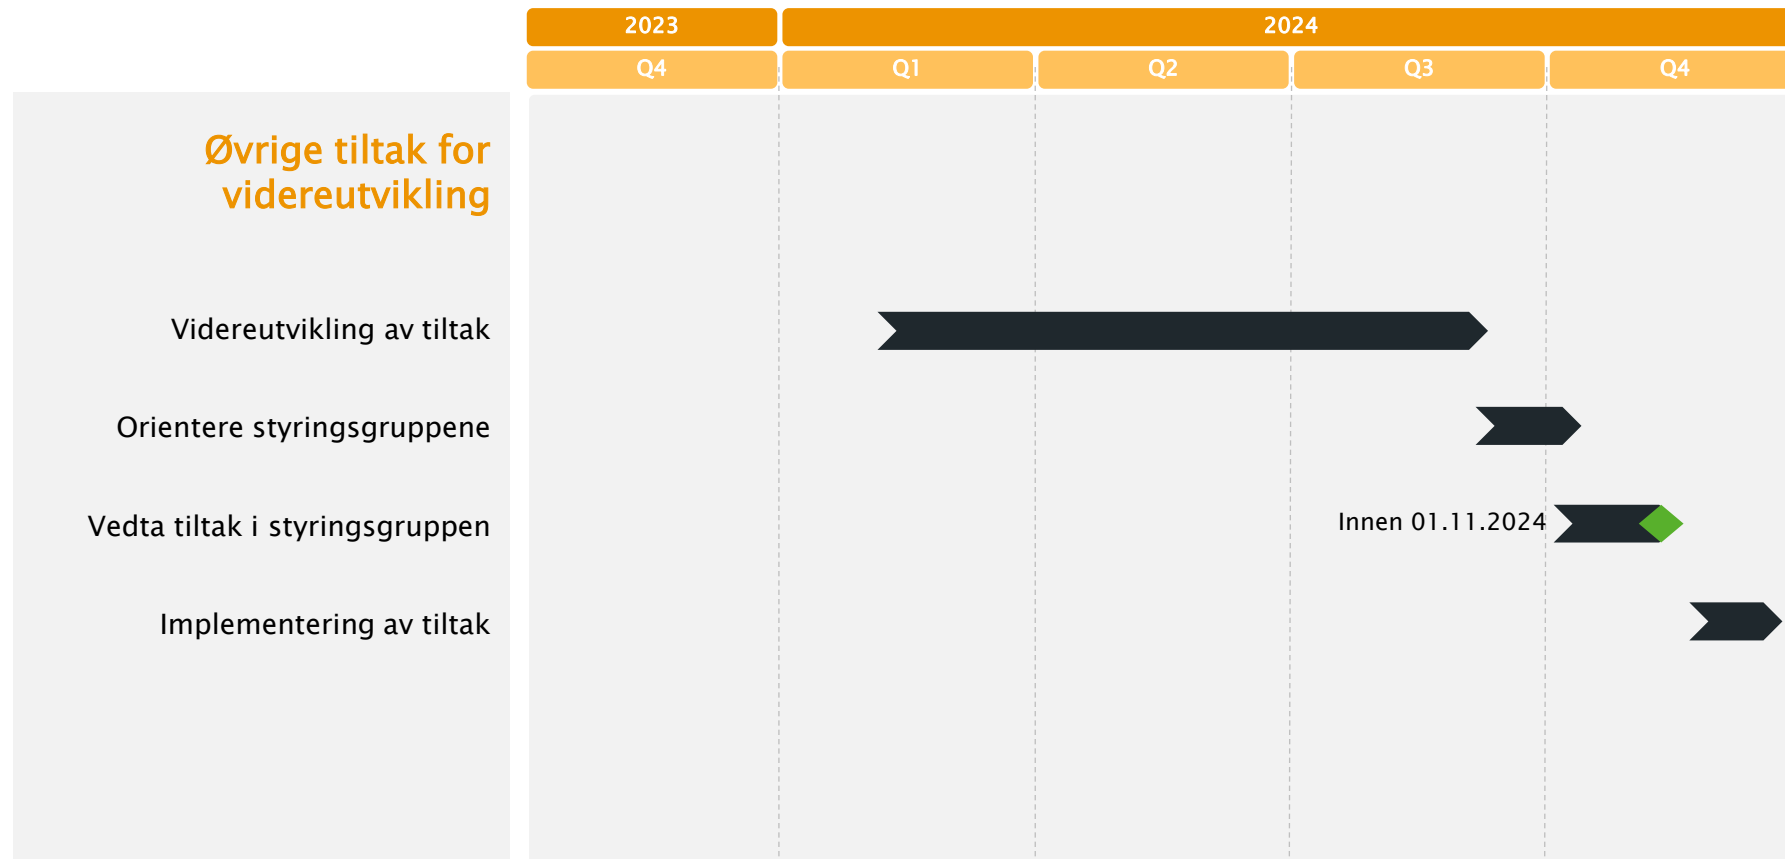 2023
2024
Q4
Q1
Q2
Q3
Q4
Øvrige tiltak for
videreutvikling
Videreutvikling av tiltak
Orientere styringsgruppene
Vedta tiltak i styringsgruppen
Innen 01.11.2024
Implementering av tiltak